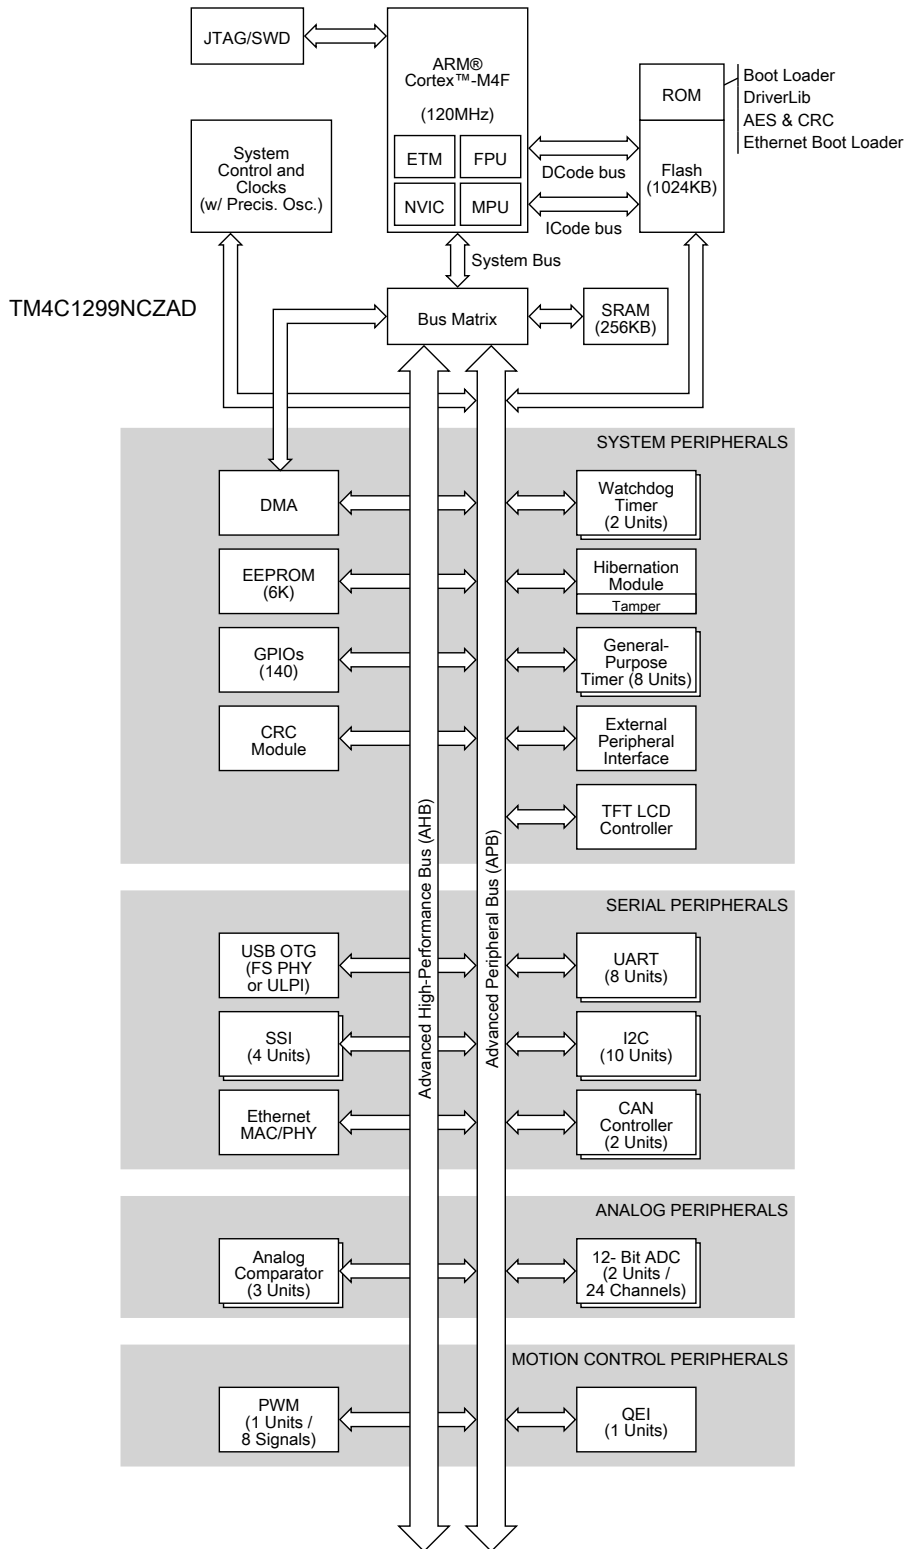 JTAG/SWD
ARM®
Cortex™-M4F
(120MHz)
ETM
FPU
NVIC
MPU
ROM
Flash
(1024KB)
Boot Loader
DriverLib
AES & CRC
Ethernet Boot Loader
System
Control and
Clocks
(w/ Precis. Osc.)
DCode bus
ICode bus
System Bus
TM4C1299NCZAD
Bus Matrix
SRAM
(256KB)
SYSTEM PERIPHERALS
DMA
Watchdog
Timer
(2 Units)
EEPROM
(6K)
Hibernation
Module
Tamper
GPIOs
(140)
General-
Purpose
Timer (8 Units)
CRC
Module
External
Peripheral
Interface
TFT LCD
Controller
Advanced High-Performance Bus (AHB)
Advanced Peripheral Bus (APB)
SERIAL PERIPHERALS
USB OTG
(FS PHY
or ULPI)
UART
(8 Units)
SSI
(4 Units)
I2C
(10 Units)
Ethernet
MAC/PHY
CAN
Controller
(2 Units)
ANALOG PERIPHERALS
Analog
Comparator
(3 Units)
12- Bit ADC
(2 Units /
24 Channels)
MOTION CONTROL PERIPHERALS
PWM
(1 Units /
8 Signals)
QEI
(1 Units)